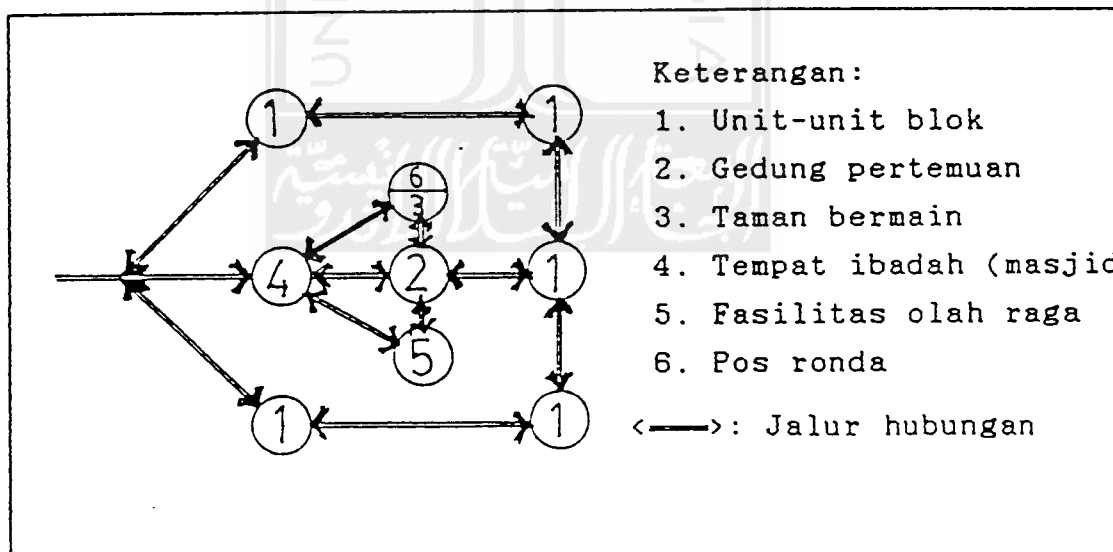 Keterangan:
1. Unit-unit blok
2. Gedung pertemuan
3. Taman bermain
4. Tempat ibadah (masjid
5. Fasilitas olah raga
6. Pos ronda
<——>: Jalur hubungan
1 1
6
3
4 2 1
5
1 1